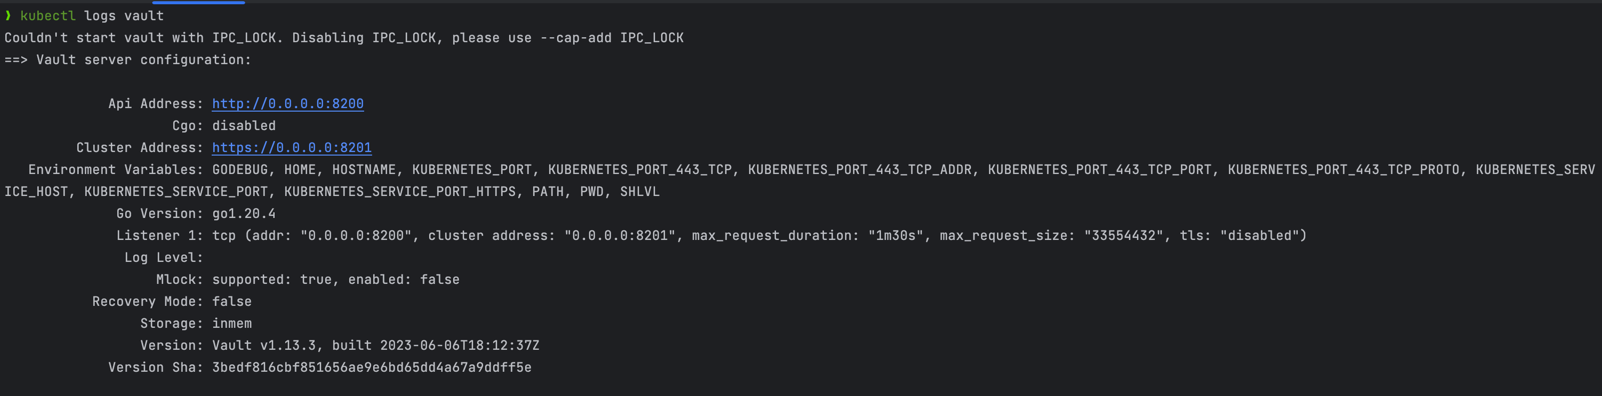 ❯ kubectl logs vault
Couldn't start vault with IPC_LOCK. Disabling IPC_LOCK, please use --cap-add IPC_LOCK
==> Vault server configuration:
Api Address: http://0.0.0.0:8200
Cgo: disabled
Cluster Address: https://0.0.0.0:8201
Environment Variables: GODEBUG, HOME, HOSTNAME, KUBERNETES_PORT, KUBERNETES_PORT_443_TCP, KUBERNETES_PORT_443_TCP_ADDR, KUBERNETES_PORT_443_TCP_PORT, KUBERNETES_PORT_443_TCP_PROTO, KUBERNETES_SERV
ICE_HOST, KUBERNETES_SERVICE_PORT, KUBERNETES_SERVICE_PORT_HTTPS, PATH, PWD, SHLVL
Go Version: go1.20.4
Listener 1: tcp (addr: "0.0.0.0:8200", cluster address: "0.0.0.0:8201", max_request_duration: "1m30s", max_request_size: "33554432", tls: "disabled")
Log Level:
Mlock: supported: true, enabled: false
Recovery Mode: false
Storage: inmem
Version: Vault v1.13.3, built 2023-06-06T18:12:37Z
Version Sha: 3bedf816cbf851656ae9e6bd65dd4a67a9ddff5e